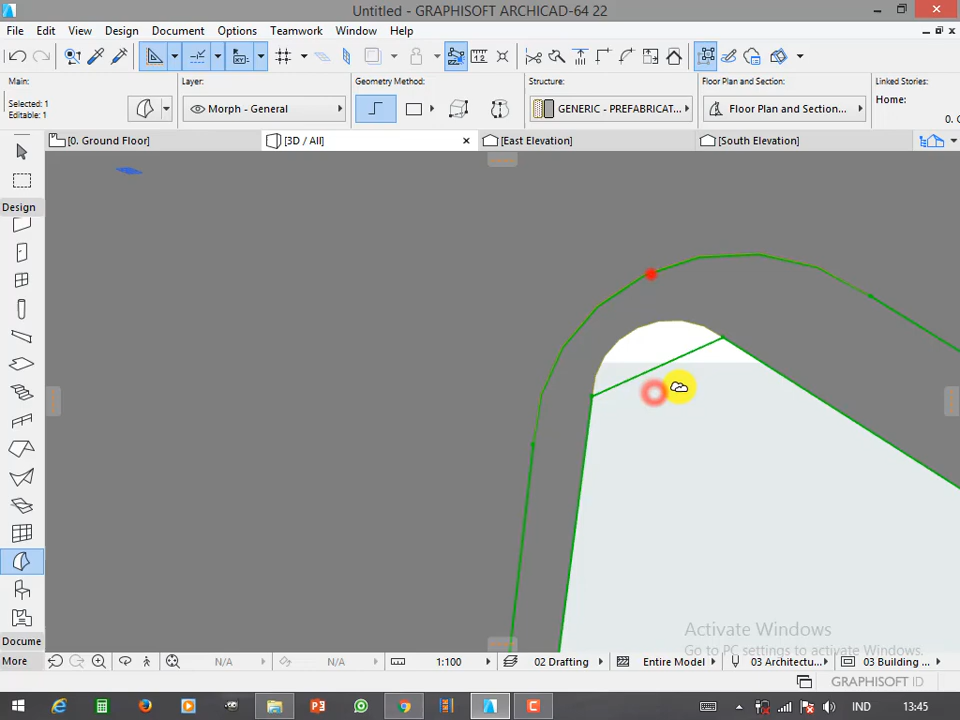 Untitled - GRAPHISOFT ARCHICAD-64 22
File Edit View Design Document Options Teamwork Window Help
Main: Layer: Geometry Method: Structure: Floor Plan and Section: Linked Stories:
Selected: 1
Editable: 1
Morph - General
GENERIC - PREFABRICAT...
Floor Plan and Section...
Home:
0. G
[0. Ground Floor] [3D / All] [East Elevation] [South Elevation]
Design
Docume
More
N/A N/A 1:100 02 Drafting Entire Model 03 Architectu... 03 Building ...
Activate Windows
Go to PC settings to activate Windows.
GRAPHISOFT ID
IND 13:45